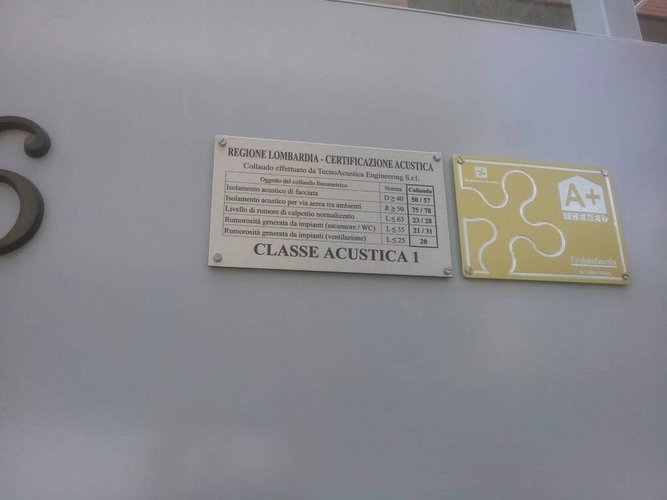 6
REGIONE LOMBARDIA - CERTIFICAZIONE ACUSTICA
Collaudo effettuato da TecnoAcustica Engineering S.r.l.
Oggetto del collaudo fonometrico Norma Collaudo
Isolamento acustico di facciata D ≥ 40 50 / 57
Isolamento acustico per via aerea tra ambienti R ≥ 50 75 / 78
Livello di rumore di calpestio normalizzato L ≤ 63 23 / 28
Rumorosità generata da impianti (ascensore / WC) L ≤ 35 21 / 31
Rumorosità generata da impianti (ventilazione) L ≤ 25 20
CLASSE ACUSTICA 1
A+
CENED